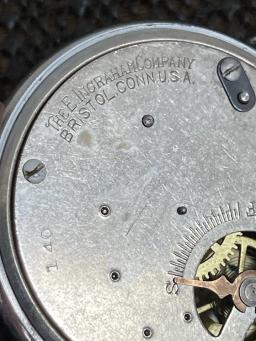 THE E. INGRAHAM COMPANY
BRISTOL. CONN. U.S.A.
F
S
140